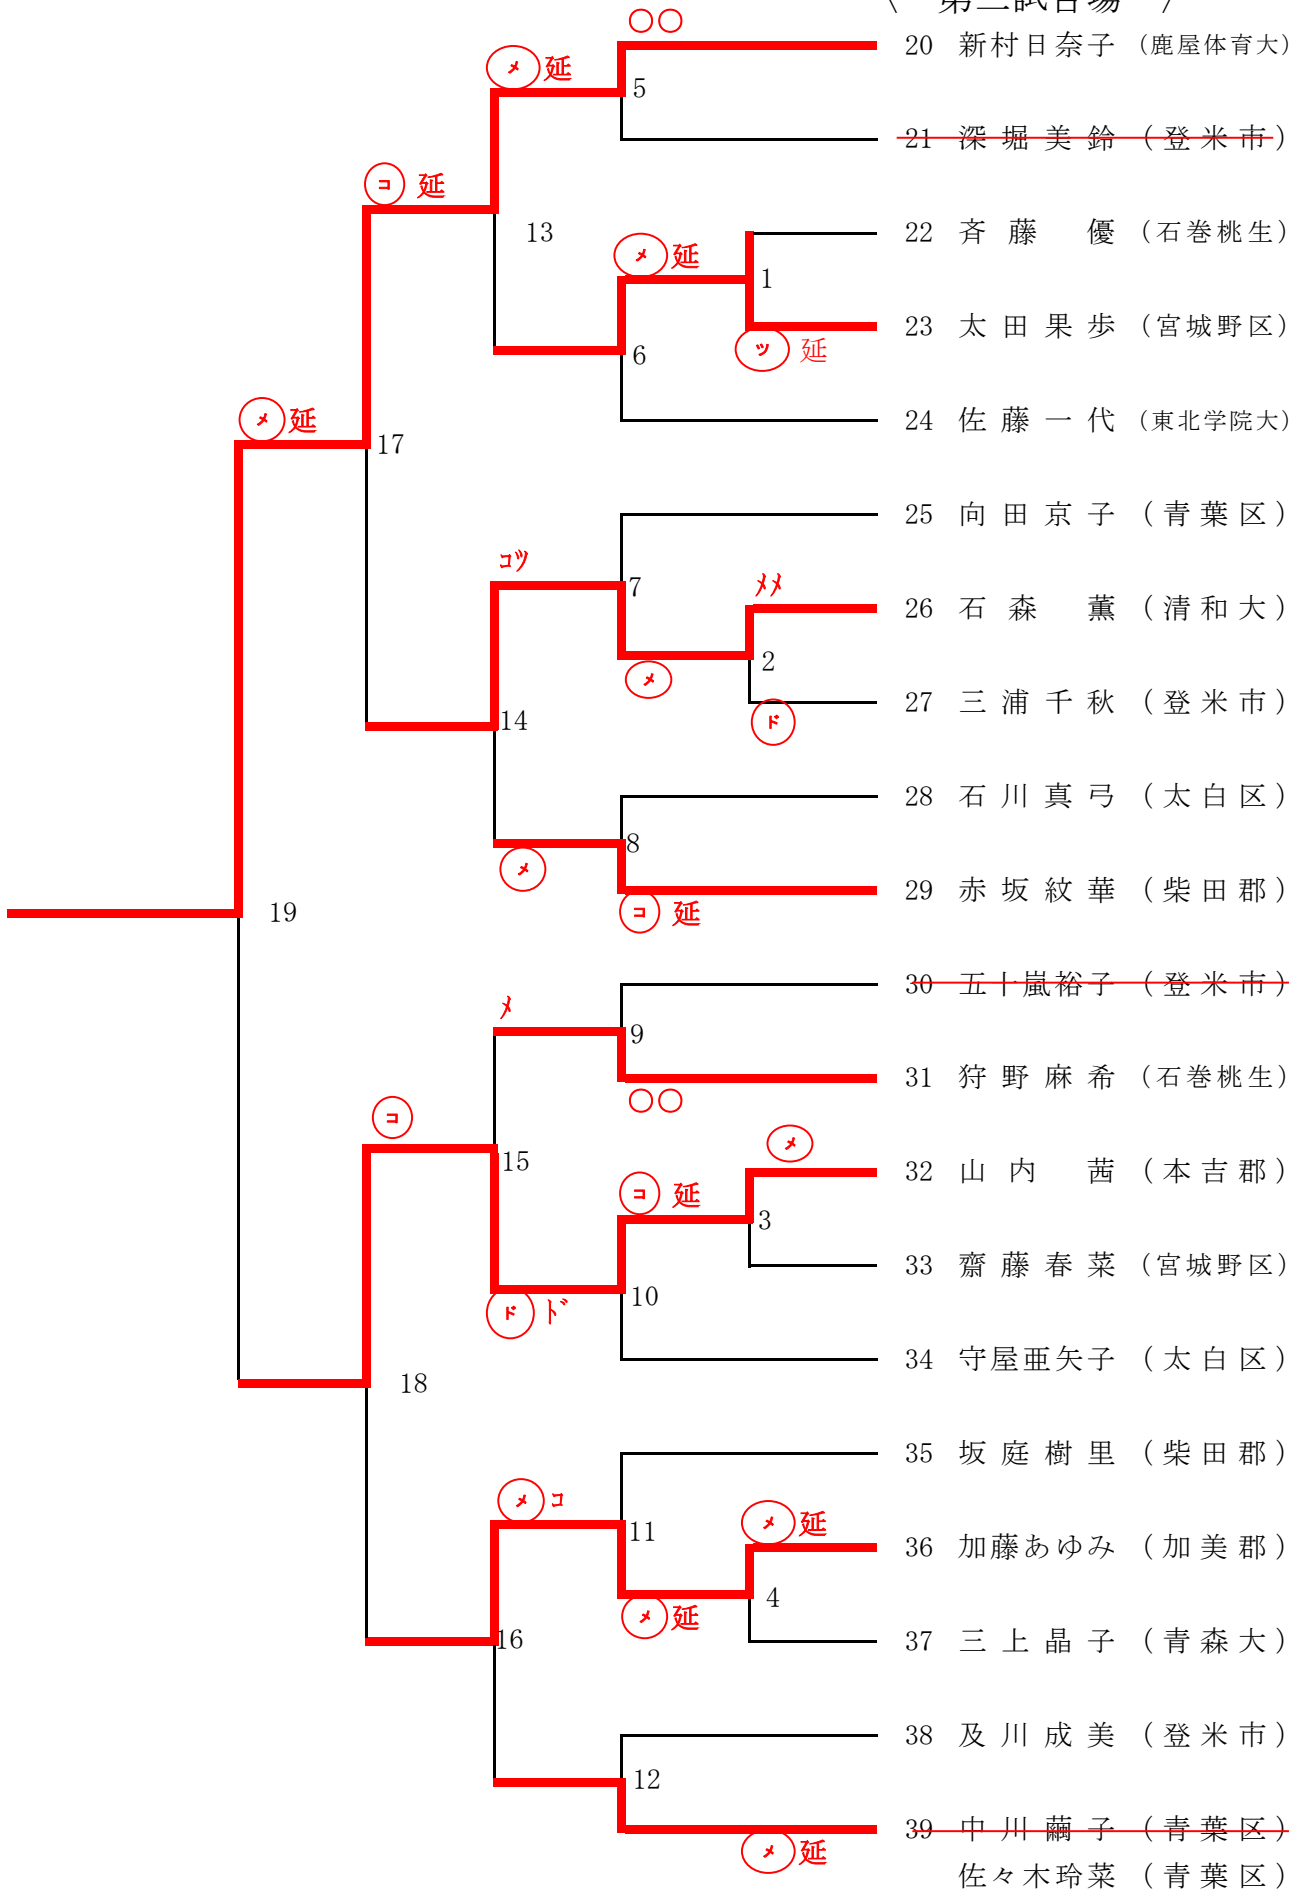 〇〇
20 新村日奈子 （鹿屋体育大）
メ 延
5
21 深堀美鈴 （登米市）
コ 延
13
22 斉藤 優 （石巻桃生）
メ 延
1
23 太田果歩 （宮城野区）
ツ 延
6
24 佐藤一代 （東北学院大）
メ 延
17
25 向田京子 （青葉区）
コツ
7
メメ
26 石森 薫 （清和大）
2
メ
27 三浦千秋 （登米市）
ド
14
28 石川真弓 （太白区）
8
メ
29 赤坂紋華 （柴田郡）
コ 延
19
30 五十嵐裕子 （登米市）
メ
9
31 狩野麻希 （石巻桃生）
〇〇
コ
メ
15
32 山内 茜 （本吉郡）
コ 延
3
33 齋藤春菜 （宮城野区）
10
ド ド
34 守屋亜矢子 （太白区）
18
35 坂庭樹里 （柴田郡）
メ コ
メ 延
11
36 加藤あゆみ （加美郡）
4
メ 延
16
37 三上晶子 （青森大）
38 及川成美 （登米市）
12
39 中川繭子 （青葉区）
メ 延
佐々木玲菜 （青葉区）